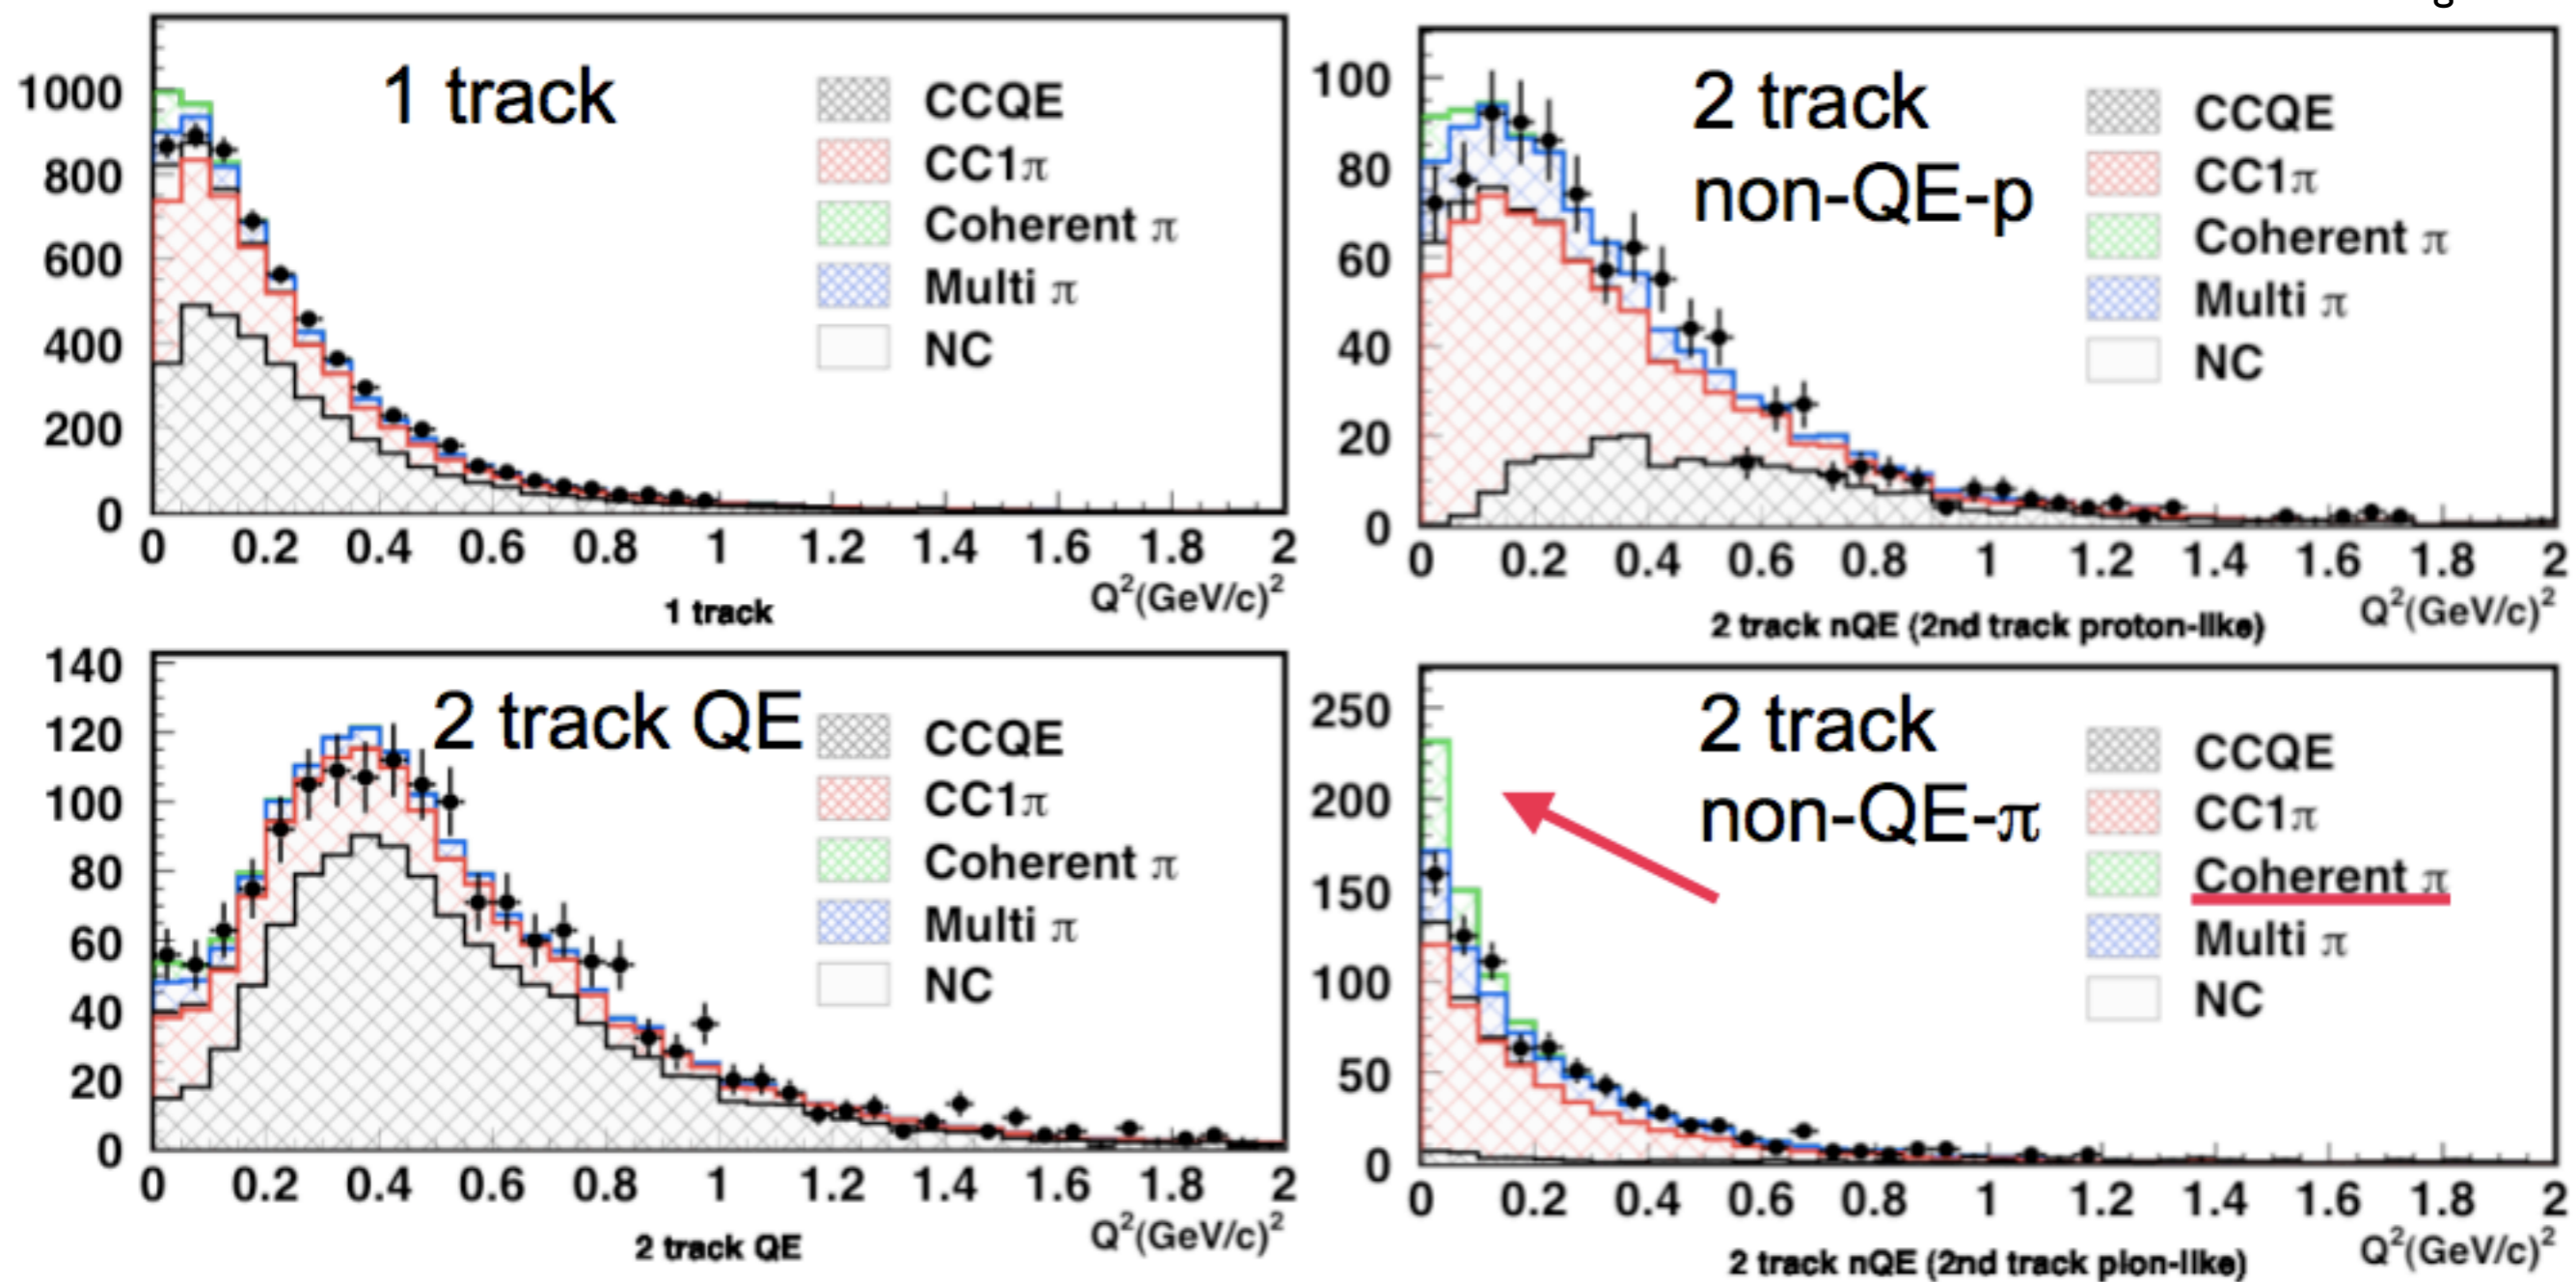 1 track
1000
800
600
400
200
0
CCQE
CC1π
Coherent π
Multi π
NC
0 0.2 0.4 0.6 0.8 1 1.2 1.4 1.6 1.8 2
Q²(GeV/c)²
1 track
2 track
non-QE-p
100
80
60
40
20
0
CCQE
CC1π
Coherent π
Multi π
NC
0 0.2 0.4 0.6 0.8 1 1.2 1.4 1.6 1.8 2
Q²(GeV/c)²
2 track nQE (2nd track proton-like)
2 track QE
140
120
100
80
60
40
20
0
CCQE
CC1π
Coherent π
Multi π
NC
0 0.2 0.4 0.6 0.8 1 1.2 1.4 1.6 1.8 2
Q²(GeV/c)²
2 track QE
2 track
non-QE-π
250
200
150
100
50
0
CCQE
CC1π
Coherent π
Multi π
NC
0 0.2 0.4 0.6 0.8 1 1.2 1.4 1.6 1.8 2
Q²(GeV/c)²
2 track nQE (2nd track pion-like)